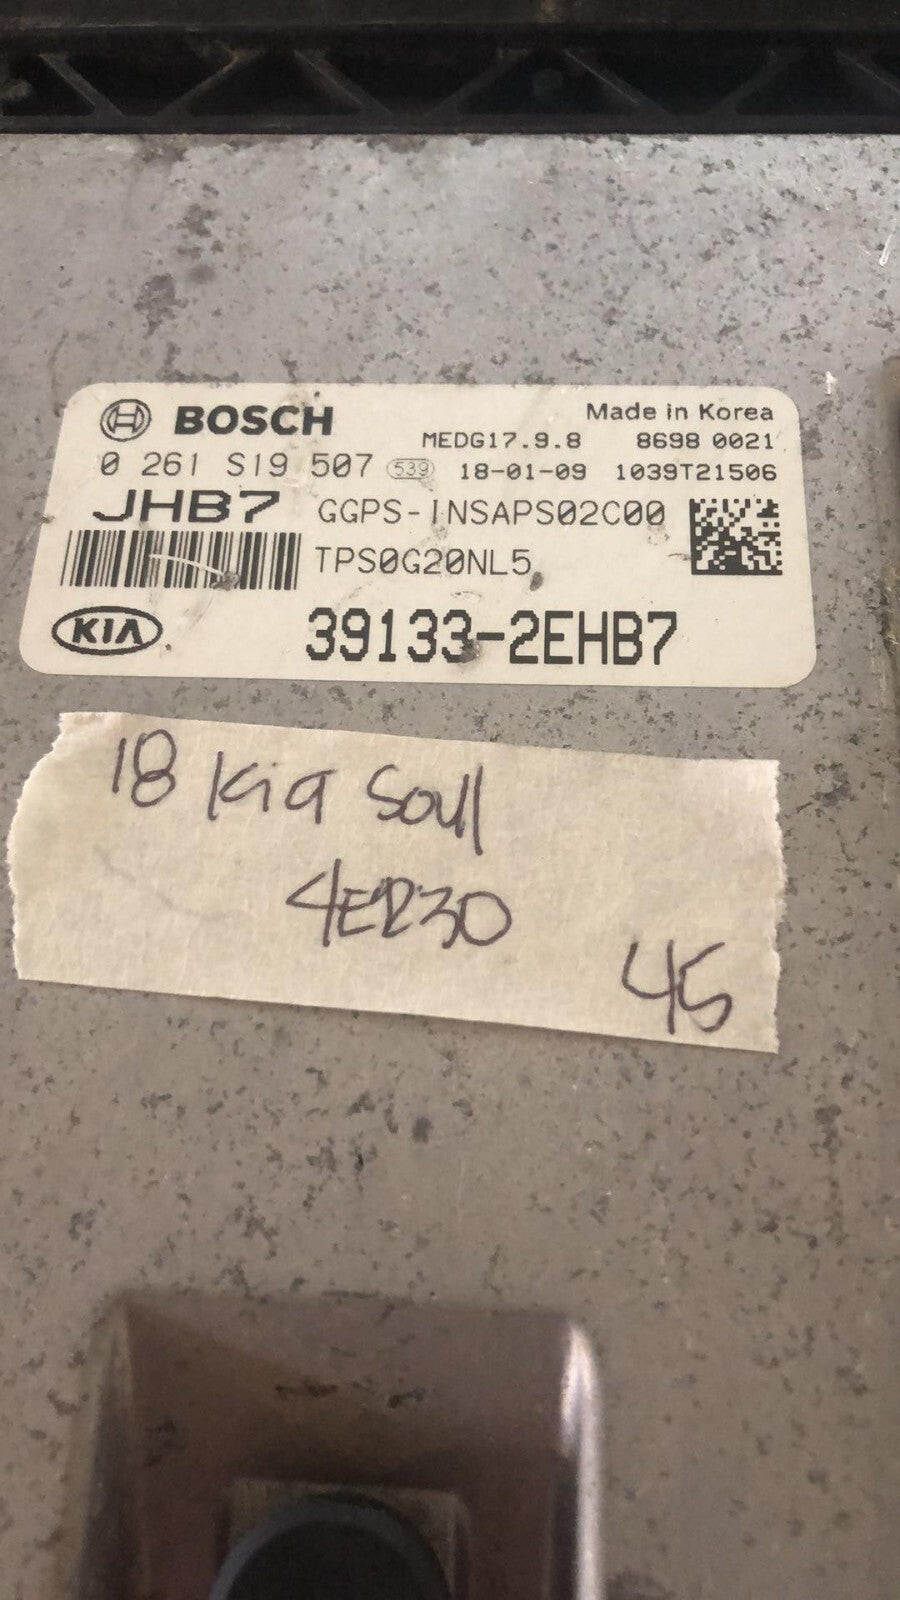 BOSCH
Made in Korea
MEDG17.9.8 8698 0021
0 261 S19 507 539 18-01-09 1039T21506
JHB7 GGPS-INSAPS02C00
TPS0G20NL5
KIA 39133-2EHB7
18 Kia Soul
4ER30
45